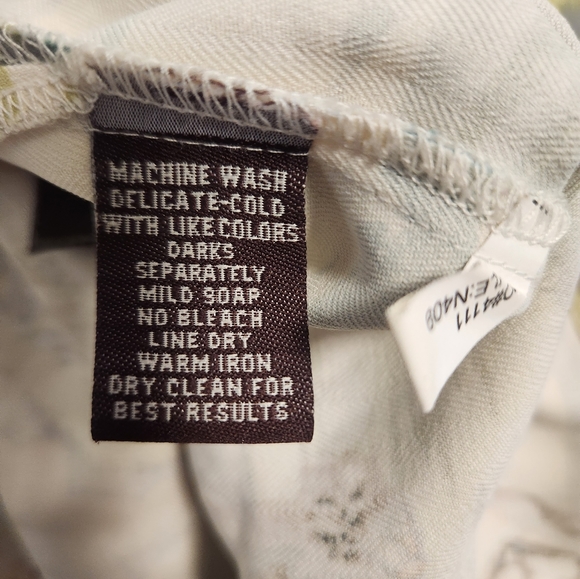 MACHINE WASH
DELICATE-COLD
WITH LIKE COLORS
DARKS
SEPARATELY
MILD SOAP
NO BLEACH
LINE DRY
WARM IRON
DRY CLEAN FOR
BEST RESULTS